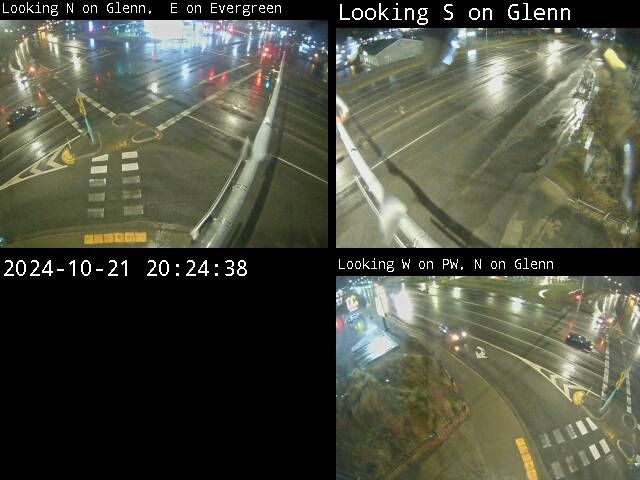 Looking N on Glenn,  E on Evergreen
Looking S on Glenn
2024-10-21 20:24:38
Looking W on PW, N on Glenn